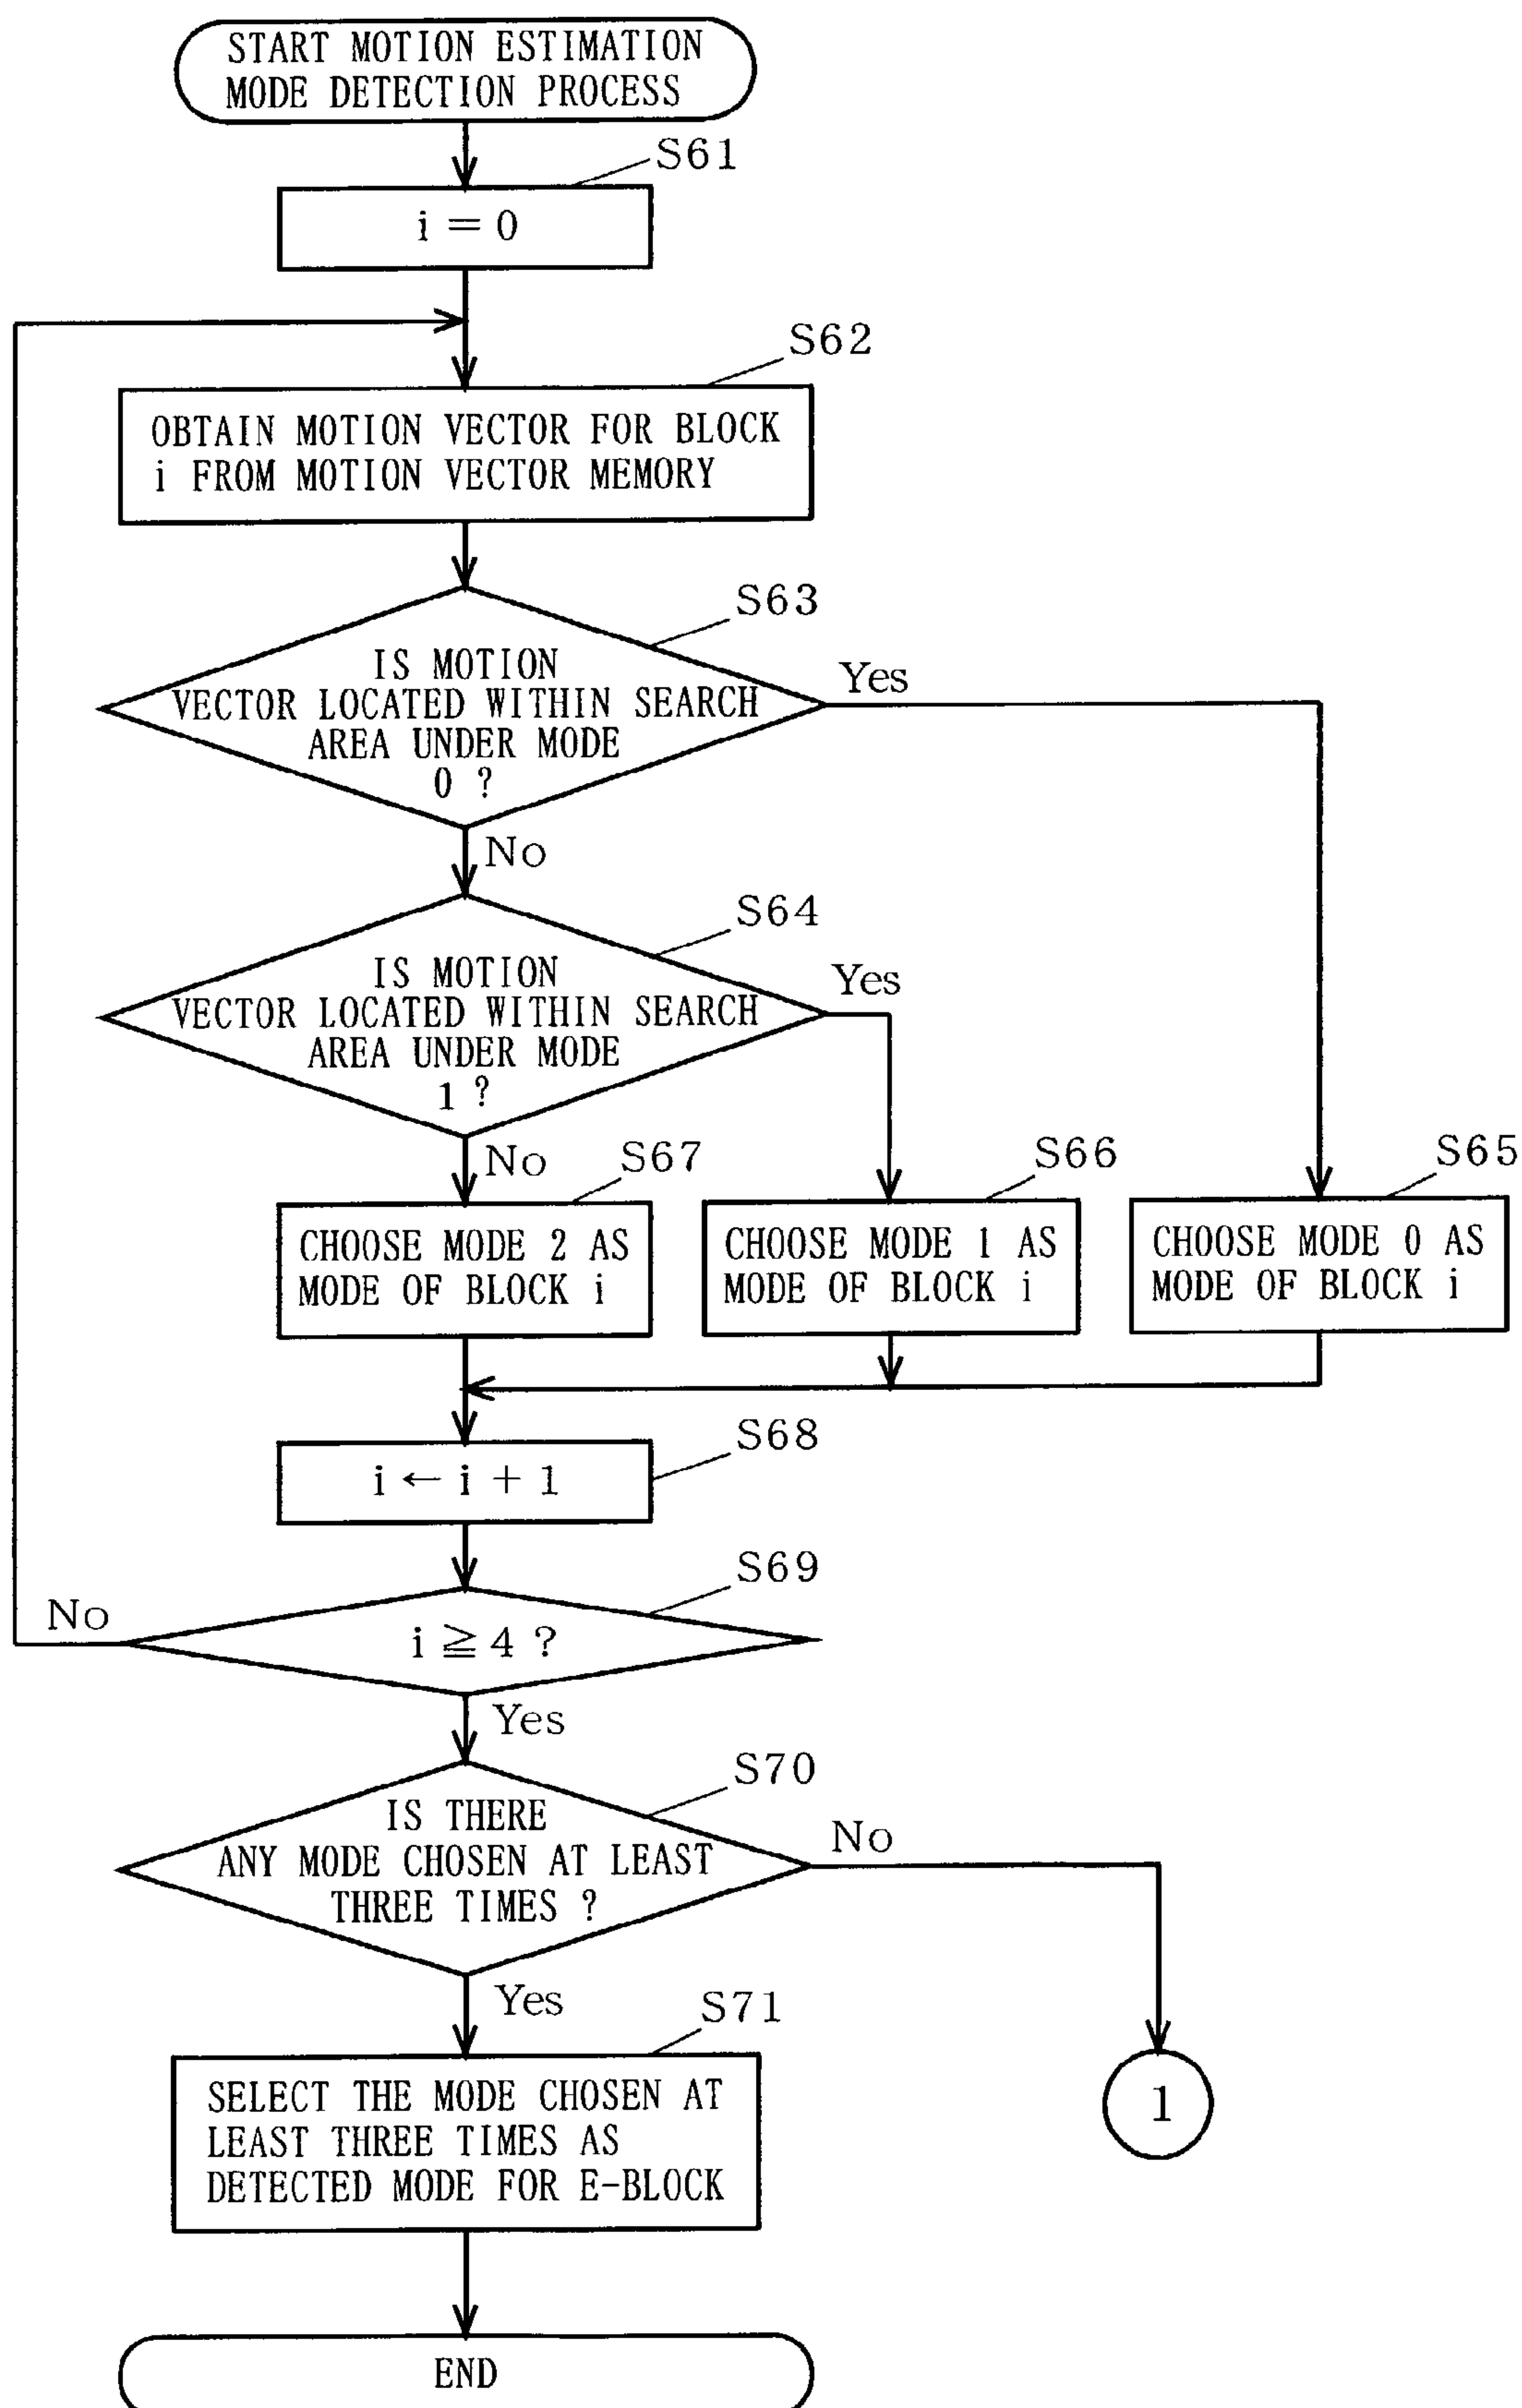 START MOTION ESTIMATION
MODE DETECTION PROCESS
S61
i = 0
S62
OBTAIN MOTION VECTOR FOR BLOCK
i FROM MOTION VECTOR MEMORY
S63
IS MOTION
VECTOR LOCATED WITHIN SEARCH
AREA UNDER MODE
0 ?
Yes
No
S64
IS MOTION
VECTOR LOCATED WITHIN SEARCH
AREA UNDER MODE
1 ?
Yes
No
S67
CHOOSE MODE 2 AS
MODE OF BLOCK i
S66
CHOOSE MODE 1 AS
MODE OF BLOCK i
S65
CHOOSE MODE 0 AS
MODE OF BLOCK i
S68
i ← i + 1
S69
i ≧ 4 ?
No
Yes
S70
IS THERE
ANY MODE CHOSEN AT LEAST
THREE TIMES ?
No
Yes
S71
SELECT THE MODE CHOSEN AT
LEAST THREE TIMES AS
DETECTED MODE FOR E-BLOCK
1
END